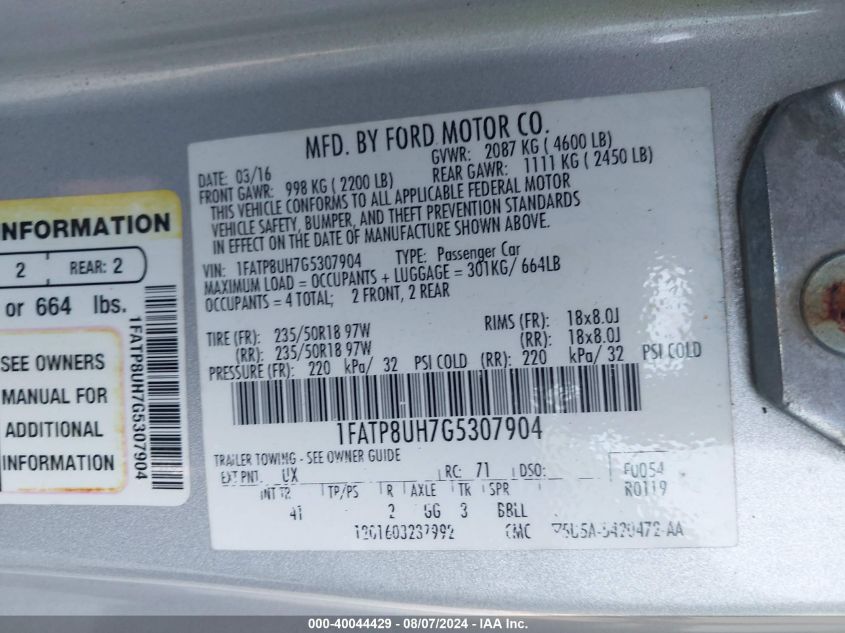 MFD. BY FORD MOTOR CO.
DATE: 03/16 GVWR: 2087 KG ( 4600 LB)
FRONT GAWR: 998 KG ( 2200 LB) REAR GAWR: 1111 KG ( 2450 LB)
THIS VEHICLE CONFORMS TO ALL APPLICABLE FEDERAL MOTOR
VEHICLE SAFETY, BUMPER, AND THEFT PREVENTION STANDARDS
IN EFFECT ON THE DATE OF MANUFACTURE SHOWN ABOVE.
VIN: 1FATP8UH7G5307904 TYPE: Passenger Car
MAXIMUM LOAD = OCCUPANTS + LUGGAGE = 301KG/ 664LB
OCCUPANTS = 4 TOTAL; 2 FRONT, 2 REAR
TIRE (FR): 235/50R18 97W RIMS (FR): 18x8.0J
(RR): 235/50R18 97W (RR): 18x8.0J
PRESSURE (FR): 220 kPa/ 32 PSI COLD (RR): 220 kPa/ 32 PSI COLD
1FATP8UH7G5307904
TRAILER TOWING - SEE OWNER GUIDE
EXT PNT: UX RC: 71 DSO: FU054
INT TR TP/PS R AXLE TK SPR R0119
41 2 GG 3 BBLL
CMC
INFORMATION
2 REAR: 2
or 664 lbs.
SEE OWNERS
MANUAL FOR
ADDITIONAL
INFORMATION
1FATP8UH7G5307904
000-40044429 - 08/07/2024 - IAA Inc.